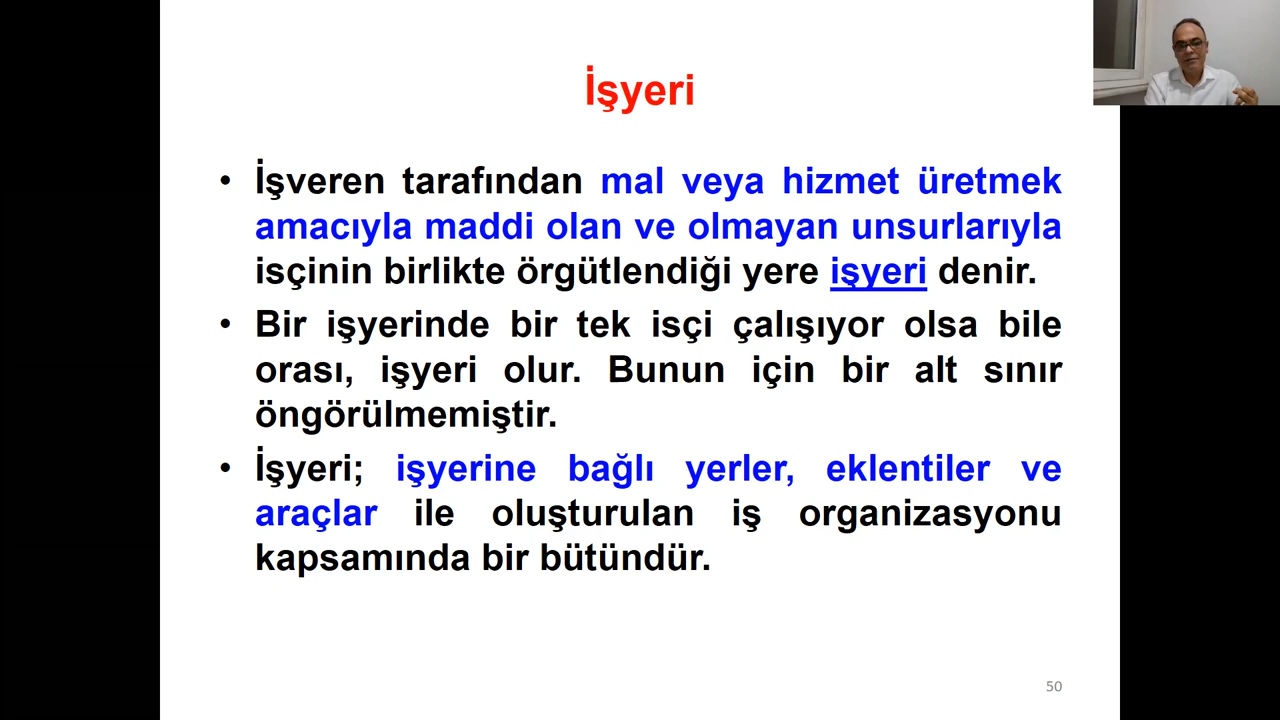 İşyeri
• İşveren tarafından mal veya hizmet üretmek
amacıyla maddi olan ve olmayan unsurlarıyla
isçinin birlikte örgütlendiği yere işyeri denir.
• Bir işyerinde bir tek isçi çalışıyor olsa bile
orası, işyeri olur. Bunun için bir alt sınır
öngörülmemiştir.
• İşyeri; işyerine bağlı yerler, eklentiler ve
araçlar ile oluşturulan iş organizasyonu
kapsamında bir bütündür.
50